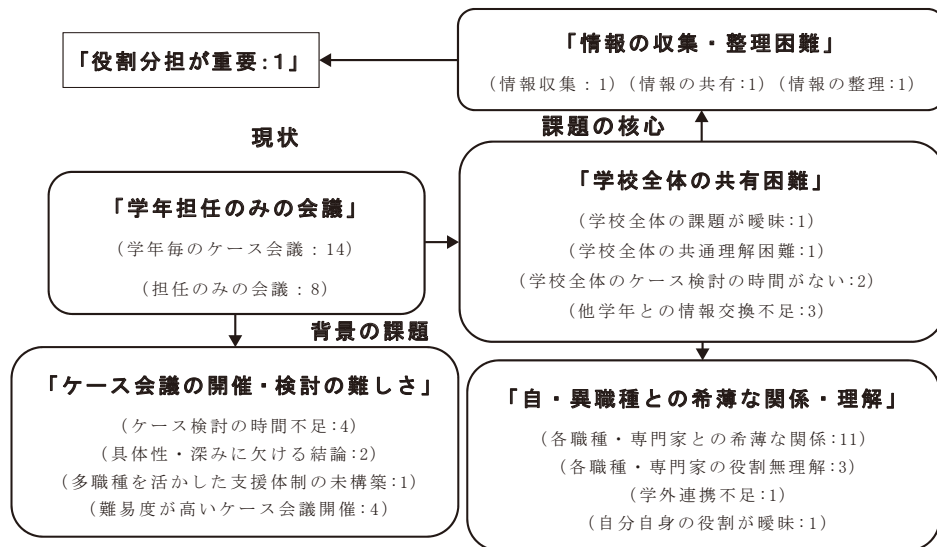 「情報の収集・整理困難」
(情報収集：1)(情報の共有:1)(情報の整理:1)
「役割分担が重要:1」
現状
課題の核心
「学年担任のみの会議」
(学年毎のケース会議：14)
(担任のみの会議：8)
「学校全体の共有困難」
(学校全体の課題が曖昧:1)
(学校全体の共通理解困難:1)
(学校全体のケース検討の時間がない:2)
(他学年との情報交換不足:3)
背景の課題
「ケース会議の開催・検討の難しさ」
(ケース検討の時間不足:4)
(具体性・深みに欠ける結論:2)
(多職種を活かした支援体制の未構築:1)
(難易度が高いケース会議開催:4)
「自・異職種との希薄な関係・理解」
(各職種・専門家との希薄な関係:11)
(各職種・専門家の役割無理解:3)
(学外連携不足:1)
(自分自身の役割が曖昧:1)